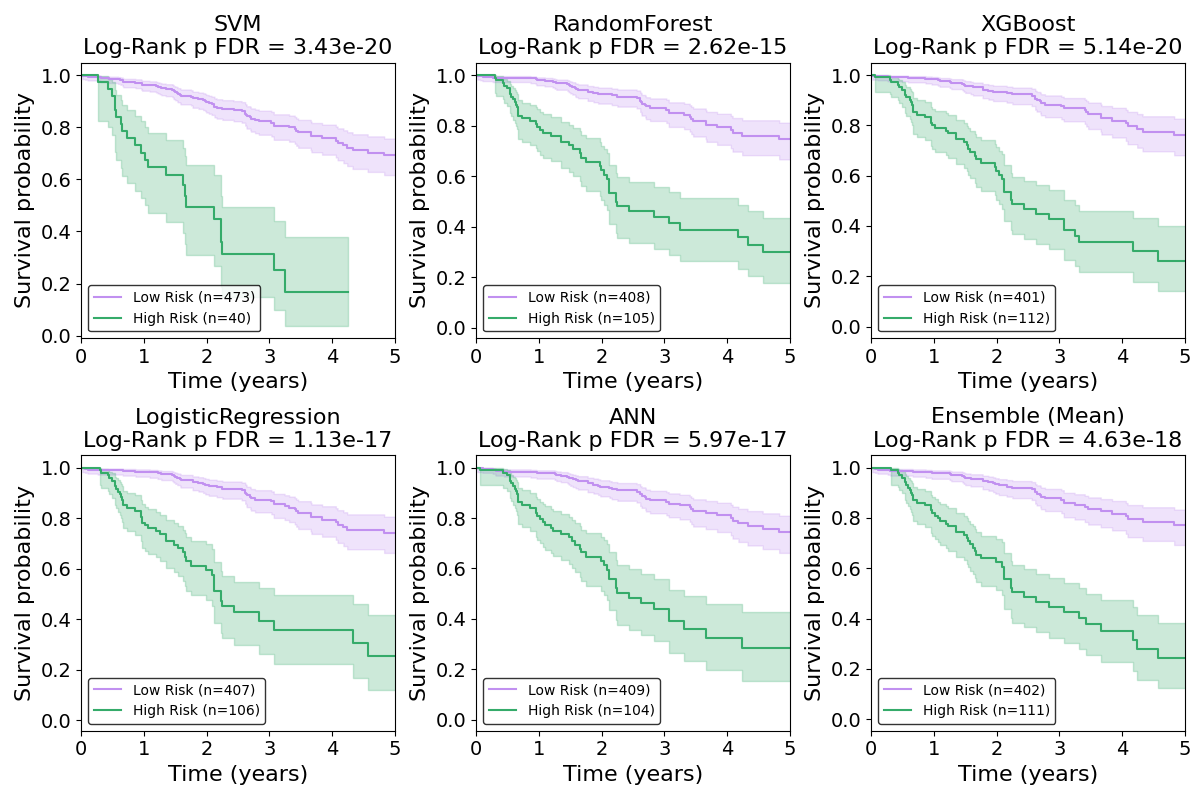 SVM
Log-Rank p FDR = 3.43e-20
Survival probability
1.0
0.8
0.6
0.4
0.2
0.0
Low Risk (n=473)
High Risk (n=40)
0 1 2 3 4 5
Time (years)
RandomForest
Log-Rank p FDR = 2.62e-15
Survival probability
1.0
0.8
0.6
0.4
0.2
0.0
Low Risk (n=408)
High Risk (n=105)
0 1 2 3 4 5
Time (years)
XGBoost
Log-Rank p FDR = 5.14e-20
Survival probability
1.0
0.8
0.6
0.4
0.2
0.0
Low Risk (n=401)
High Risk (n=112)
0 1 2 3 4 5
Time (years)
LogisticRegression
Log-Rank p FDR = 1.13e-17
Survival probability
1.0
0.8
0.6
0.4
0.2
0.0
Low Risk (n=407)
High Risk (n=106)
0 1 2 3 4 5
Time (years)
ANN
Log-Rank p FDR = 5.97e-17
Survival probability
1.0
0.8
0.6
0.4
0.2
0.0
Low Risk (n=409)
High Risk (n=104)
0 1 2 3 4 5
Time (years)
Ensemble (Mean)
Log-Rank p FDR = 4.63e-18
Survival probability
1.0
0.8
0.6
0.4
0.2
0.0
Low Risk (n=402)
High Risk (n=111)
0 1 2 3 4 5
Time (years)